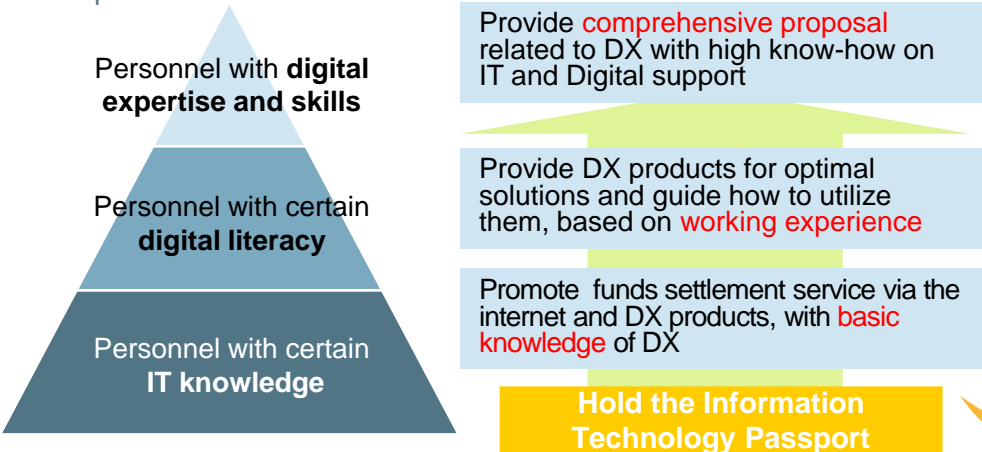 Personnel with digital
expertise and skills
Provide comprehensive proposal
related to DX with high know-how on
IT and Digital support
Personnel with certain
digital literacy
Provide DX products for optimal
solutions and guide how to utilize
them, based on working experience
Personnel with certain
IT knowledge
Promote funds settlement service via the
internet and DX products, with basic
knowledge of DX
Hold the Information
Technology Passport